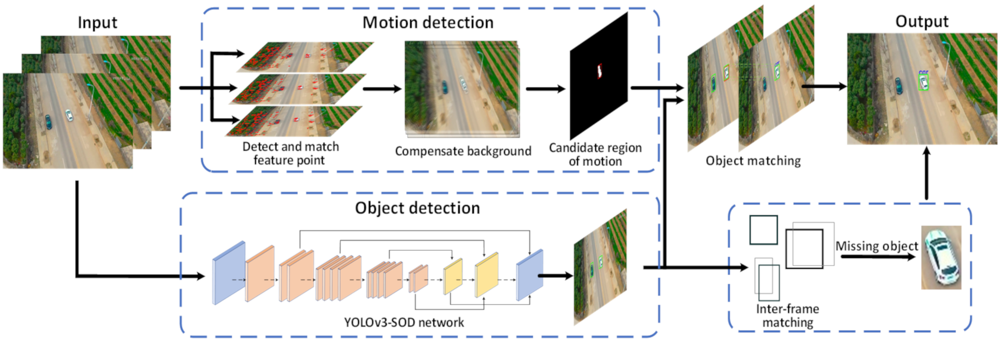 Input
Motion detection
Output
Detect and match
feature point
Compensate background
Candidate region
of motion
car
Object matching
car
Object detection
YOLOv3-SOD network
Missing object
Inter-frame
matching